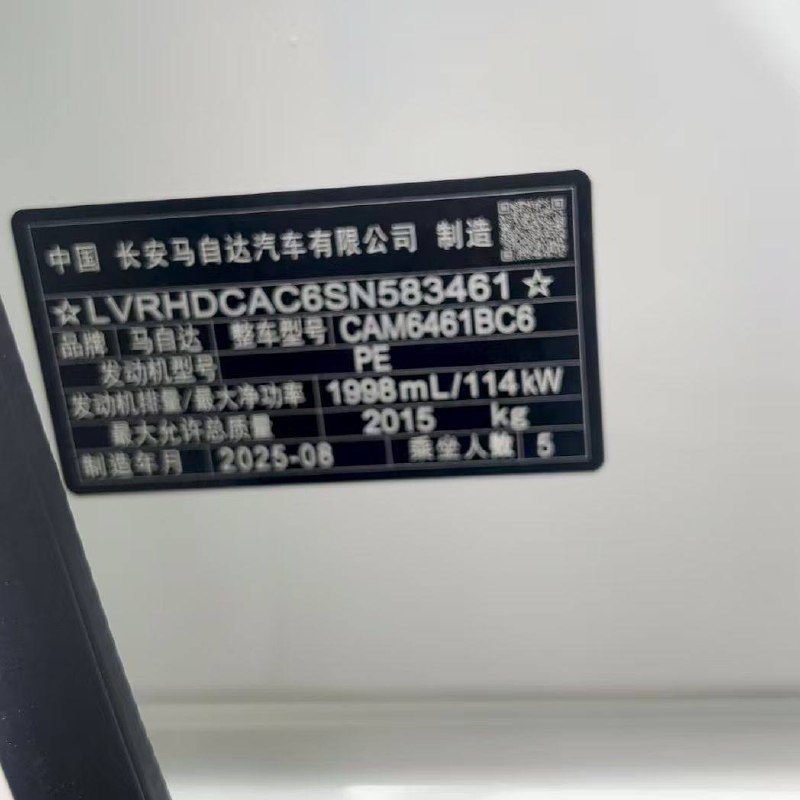 中国 长安马自达汽车有限公司 制造
☆LVRHDCAC6SN583461☆
品牌 马自达 整车型号 CAM6461BC6
发动机型号 PE
发动机排量/最大净功率 1998mL/114kW
最大允许总质量 2015 kg
制造年月 2025-08 乘坐人数 5